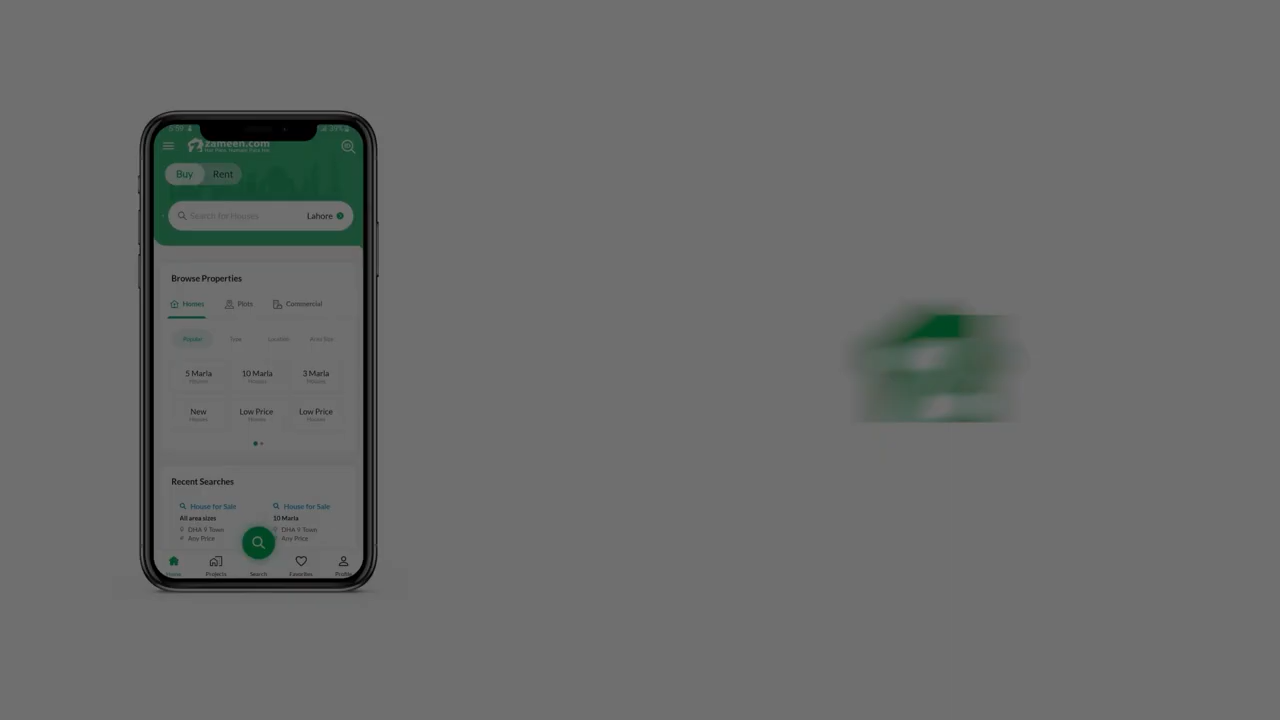 zameen.com
Buy Rent
Search for Houses Lahore
Browse Properties
Homes Plots Commercial
Popular Type Location Area Size
5 Marla 10 Marla 3 Marla
Houses Houses Houses
New Low Price Low Price
Houses Houses Houses
Recent Searches
House for Sale House for Sale
All area sizes 10 Marla
DHA 9 Town DHA 9 Town
Any Price Any Price
Home Projects Search Favorites Profile